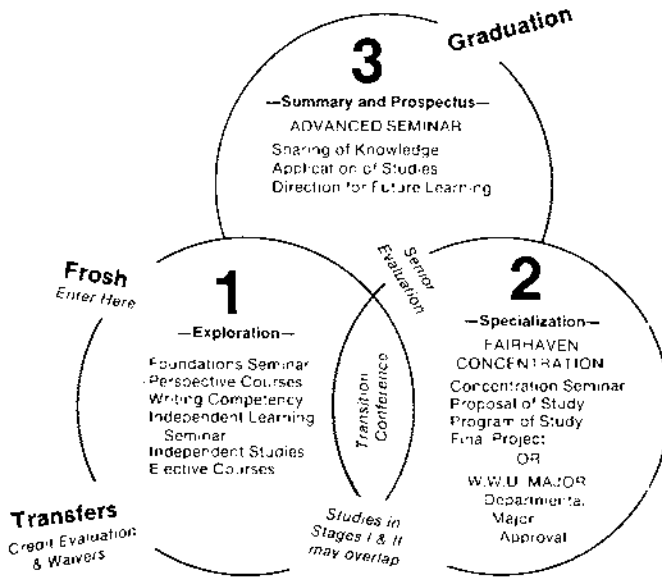 Graduation
3
—Summary and Prospectus—
ADVANCED SEMINAR
Sharing of Knowledge
Application of Studies
Direction for Future Learning
Frosh
Enter Here
1
—Exploration—
Foundations Seminar
Perspective Courses
Writing Competency
Independent Learning
Seminar
Independent Studies
Elective Courses
Transfers
Credit Evaluation
& Waivers
Transition
Conference
Studies in
Stages I & II
may overlap
Senior
Evaluation
2
—Specialization—
FAIRHAVEN
CONCENTRATION
Concentration Seminar
Proposal of Study
Program of Study
Final Project
OR
W.W.U. MAJOR
Departmental
Major
Approval